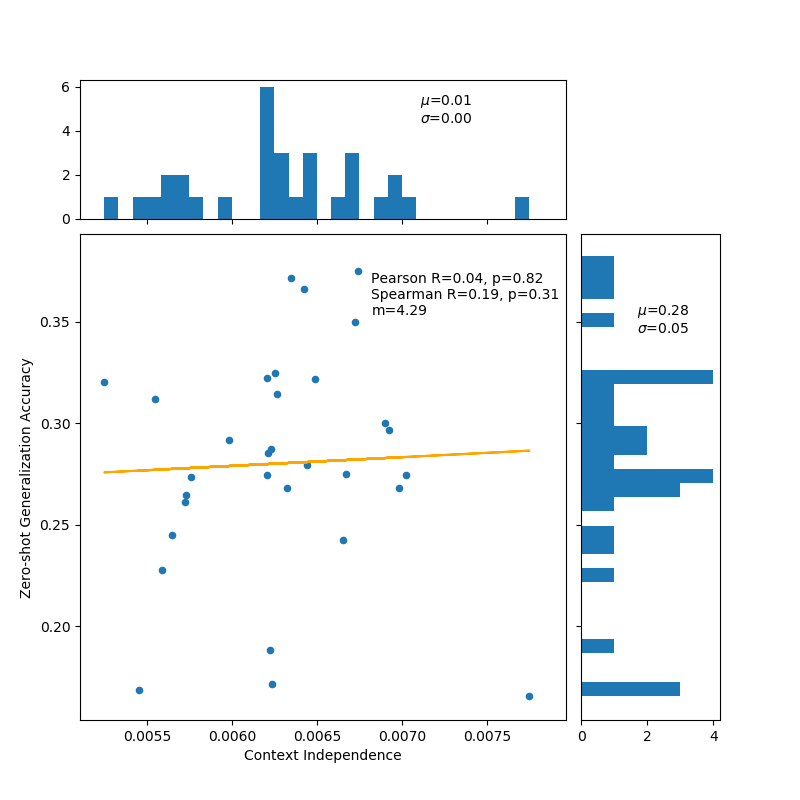 6
4
2
0
μ=0.01
σ=0.00
Pearson R=0.04, p=0.82
Spearman R=0.19, p=0.31
m=4.29
μ=0.28
σ=0.05
0.35
0.30
0.25
0.20
Zero-shot Generalization Accuracy
0.0055 0.0060 0.0065 0.0070 0.0075
Context Independence
0 2 4